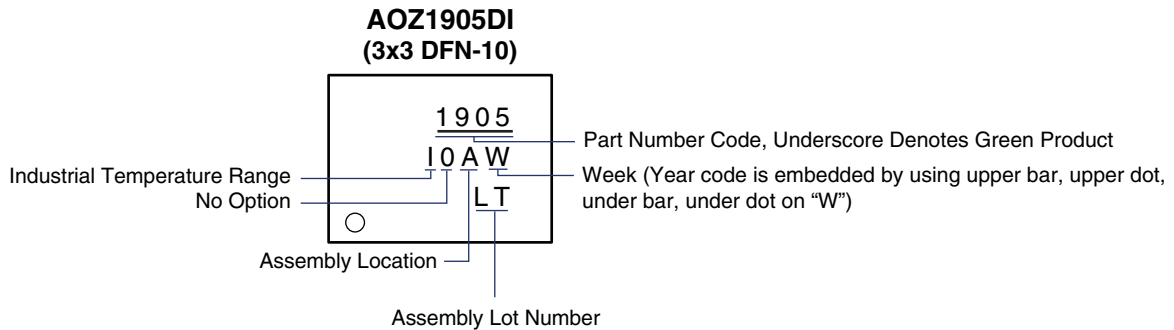 AOZ1905DI
(3x3 DFN-10)
1905
Part Number Code, Underscore Denotes Green Product
I0AW
Industrial Temperature Range
Week (Year code is embedded by using upper bar, upper dot,
under bar, under dot on “W”)
No Option
LT
Assembly Location
Assembly Lot Number